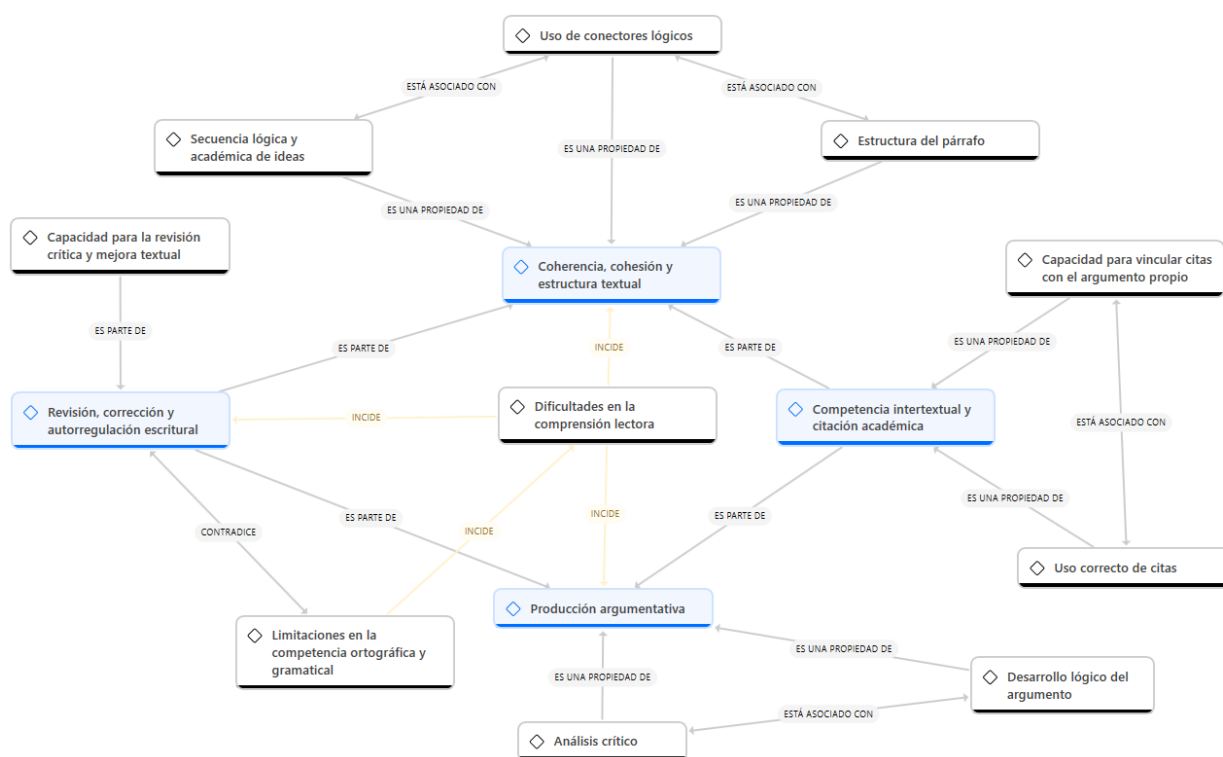 Uso de conectores lógicos
ESTÁ ASOCIADO CON
ESTÁ ASOCIADO CON
Secuencia lógica y
académica de ideas
ES UNA PROPIEDAD DE
Estructura del párrafo
ES UNA PROPIEDAD DE
ES UNA PROPIEDAD DE
Capacidad para la revisión
crítica y mejora textual
Coherencia, cohesión y
estructura textual
Capacidad para vincular citas
con el argumento propio
ES PARTE DE
ES PARTE DE
INCIDE
ES PARTE DE
ES UNA PROPIEDAD DE
Revisión, corrección y
autorregulación escritural
INCIDE
Dificultades en la
comprensión lectora
Competencia intertextual y
citación académica
ESTÁ ASOCIADO CON
ES UNA PROPIEDAD DE
CONTRADICE
ES PARTE DE
INCIDE
INCIDE
ES PARTE DE
Uso correcto de citas
Producción argumentativa
Limitaciones en la
competencia ortográfica y
gramatical
ES UNA PROPIEDAD DE
ES UNA PROPIEDAD DE
Desarrollo lógico del
argumento
ESTÁ ASOCIADO CON
Análisis crítico